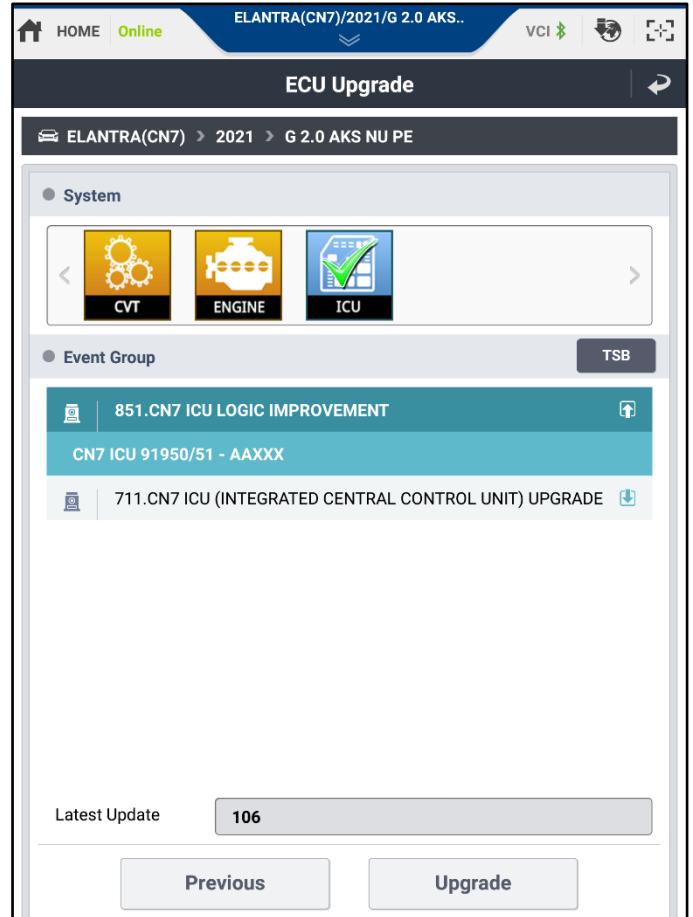 HOME Online ELANTRA(CN7)/2021/G 2.0 AKS.. VCI
ECU Upgrade
ELANTRA(CN7) > 2021 > G 2.0 AKS NU PE
System
CVT ENGINE ICU
Event Group TSB
851.CN7 ICU LOGIC IMPROVEMENT
CN7 ICU 91950/51 - AAXXX
711.CN7 ICU (INTEGRATED CENTRAL CONTROL UNIT) UPGRADE
Latest Update 106
Previous Upgrade